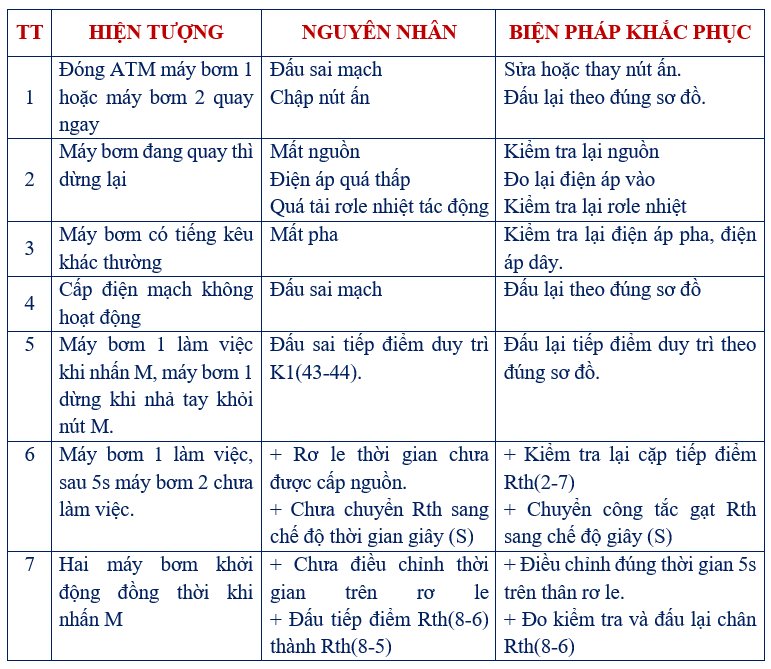 TT HIỆN TƯỢNG NGUYÊN NHÂN BIỆN PHÁP KHẮC PHỤC
1
Đóng ATM máy bơm 1
hoặc máy bơm 2 quay
ngay
Đấu sai mạch
Chập nút ấn
Sửa hoặc thay nút ấn.
Đấu lại theo đúng sơ đồ.
2
Máy bơm đang quay thì
dừng lại
Mất nguồn
Điện áp quá thấp
Quá tải rơle nhiệt tác động
Kiểm tra lại nguồn
Đo lại điện áp vào
Kiểm tra lại rơle nhiệt
3
Máy bơm có tiếng kêu
khác thường
Mất pha
Kiểm tra lại điện áp pha, điện
áp dây.
4
Cấp điện mạch không
hoạt động
Đấu sai mạch
Đấu lại theo đúng sơ đồ
5
Máy bơm 1 làm việc
khi nhấn M, máy bơm 1
dừng khi nhả tay khỏi
nút M.
Đấu sai tiếp điểm duy trì
K1(43-44).
Đấu lại tiếp điểm duy trì theo
đúng sơ đồ.
6
Máy bơm 1 làm việc,
sau 5s máy bơm 2 chưa
làm việc.
+ Rơ le thời gian chưa
được cấp nguồn.
+ Chưa chuyển Rth sang
chế độ thời gian giây (S)
+ Kiểm tra lại cặp tiếp điểm
Rth(2-7)
+ Chuyển công tắc gạt Rth
sang chế độ giây (S)
7
Hai máy bơm khởi
động đồng thời khi
nhấn M
+ Chưa điều chỉnh thời
gian trên rơ le
+ Đấu tiếp điểm Rth(8-6)
thành Rth(8-5)
+ Điều chỉnh đúng thời gian 5s
trên thân rơ le.
+ Đo kiểm tra và đấu lại chân
Rth(8-6)